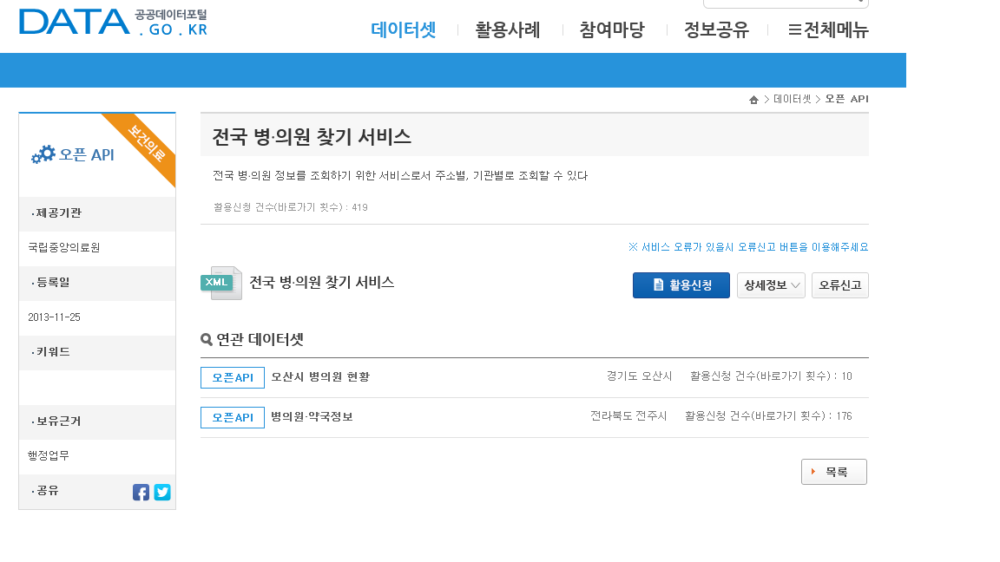 DATA 공공데이터포털
. GO . KR
데이터셋 활용사례 참여마당 정보공유 전체메뉴
데이터셋 오픈 API
오픈 API
보건의료
· 제공기관
국립중앙의료원
· 등록일
2013-11-25
· 키워드
· 보유근거
행정업무
· 공유
전국 병·의원 찾기 서비스
전국 병·의원 정보를 조회하기 위한 서비스로서 주소별, 기관별로 조회할 수 있다
활용신청 건수(바로가기 횟수) : 419
※ 서비스 오류가 있을시 오류신고 버튼을 이용해주세요
XML 전국 병·의원 찾기 서비스 활용신청 상세정보 오류신고
연관 데이터셋
오픈API 오산시 병의원 현황 경기도 오산시 활용신청 건수(바로가기 횟수) : 10
오픈API 병의원·약국정보 전라북도 전주시 활용신청 건수(바로가기 횟수) : 176
목록